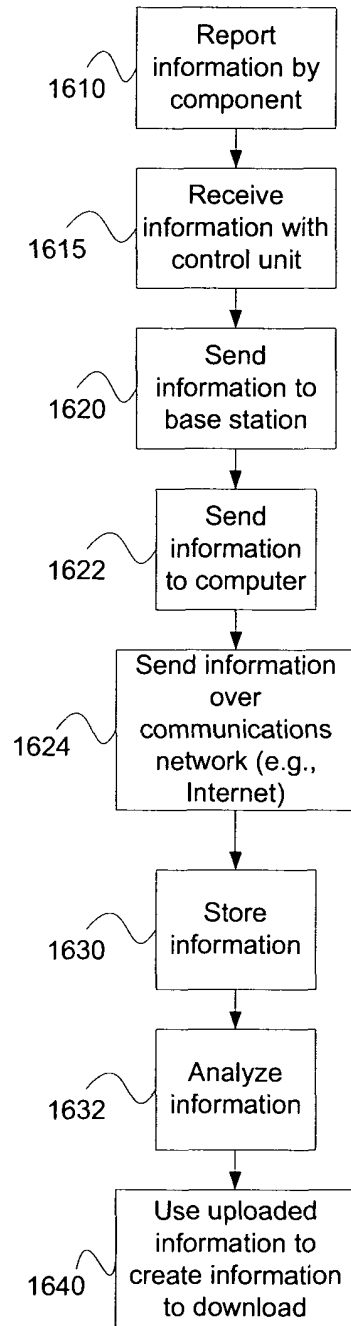 Report
information by
component
1610
Receive
information with
control unit
1615
Send
information to
base station
1620
Send
information
to computer
1622
Send information
over
communications
network (e.g.,
Internet)
1624
Store
information
1630
Analyze
information
1632
Use uploaded
information to
create information
to download
1640